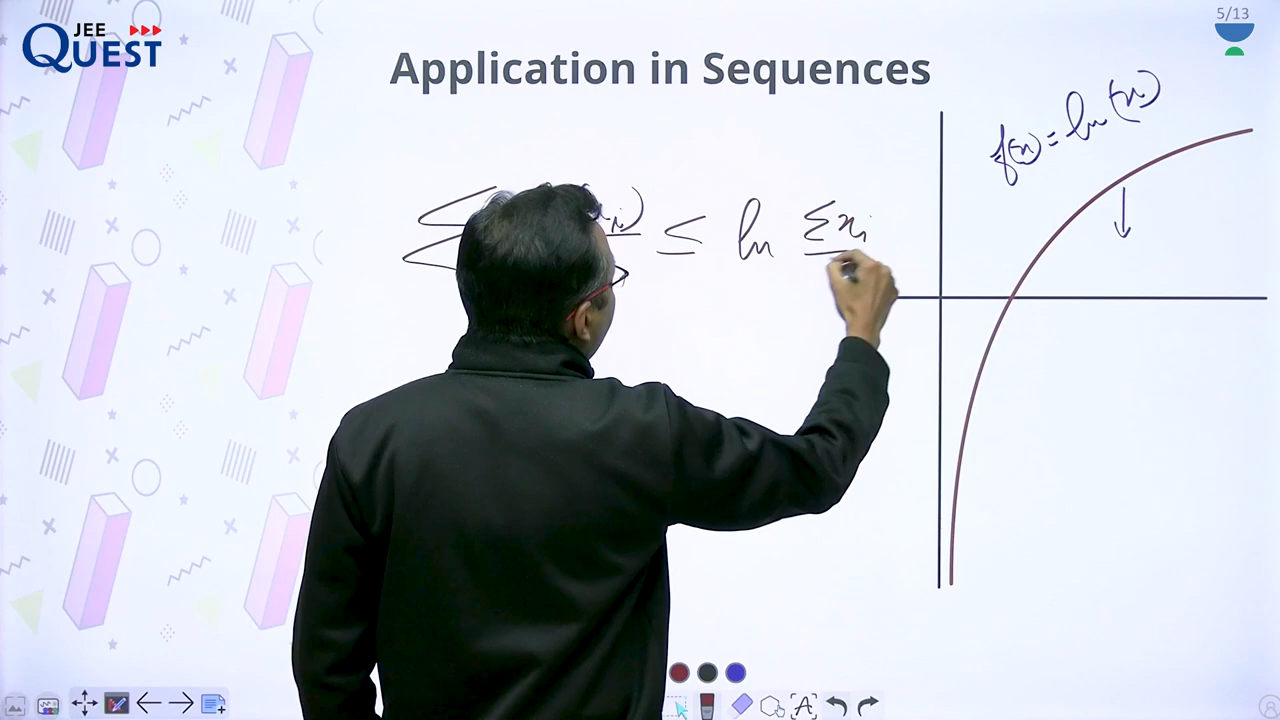 JEE
QUEST
5/13
Application in Sequences
f(x) = ln(x)
≤ ln Σxi